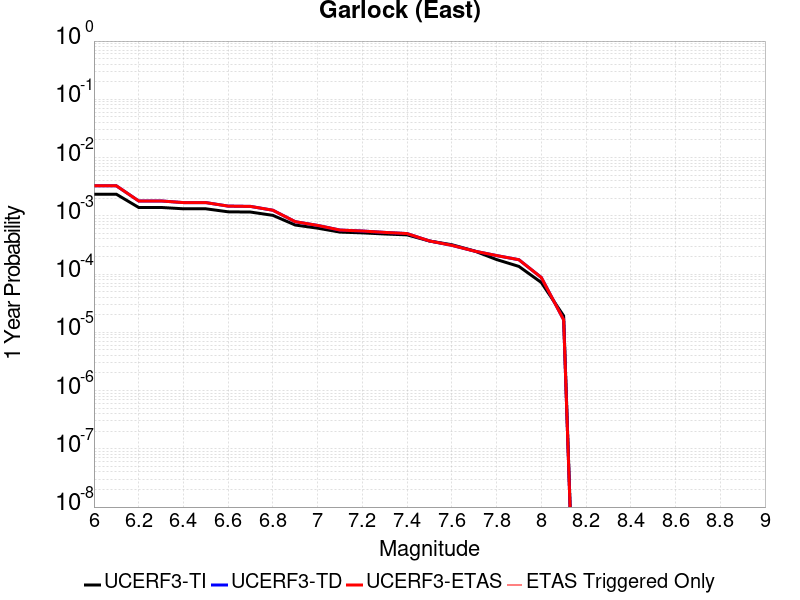 Garlock (East)
10^0
10^-1
10^-2
10^-3
10^-4
10^-5
10^-6
10^-7
10^-8
1 Year Probability
6 6.2 6.4 6.6 6.8 7 7.2 7.4 7.6 7.8 8 8.2 8.4 8.6 8.8 9
Magnitude
UCERF3-TI UCERF3-TD UCERF3-ETAS ETAS Triggered Only